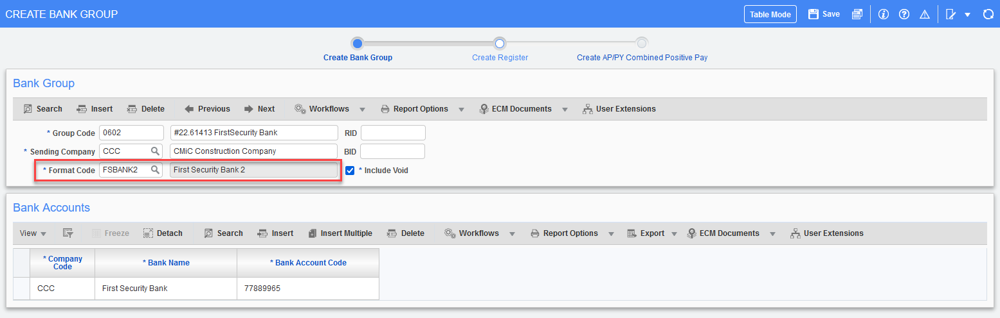 CREATE BANK GROUP
Table Mode Save
Create Bank Group Create Register Create AP/PY Combined Positive Pay
Bank Group
Search Insert Delete Previous Next Workflows Report Options ECM Documents User Extensions
* Group Code 0602 #22.61413 FirstSecurity Bank RID
* Sending Company CCC CMiC Construction Company BID
* Format Code FSBANK2 First Security Bank 2 * Include Void
Bank Accounts
View Freeze Detach Search Insert Insert Multiple Delete Workflows Report Options Export ECM Documents User Extensions
* Company
Code
* Bank Name * Bank Account Code
CCC First Security Bank 77889965